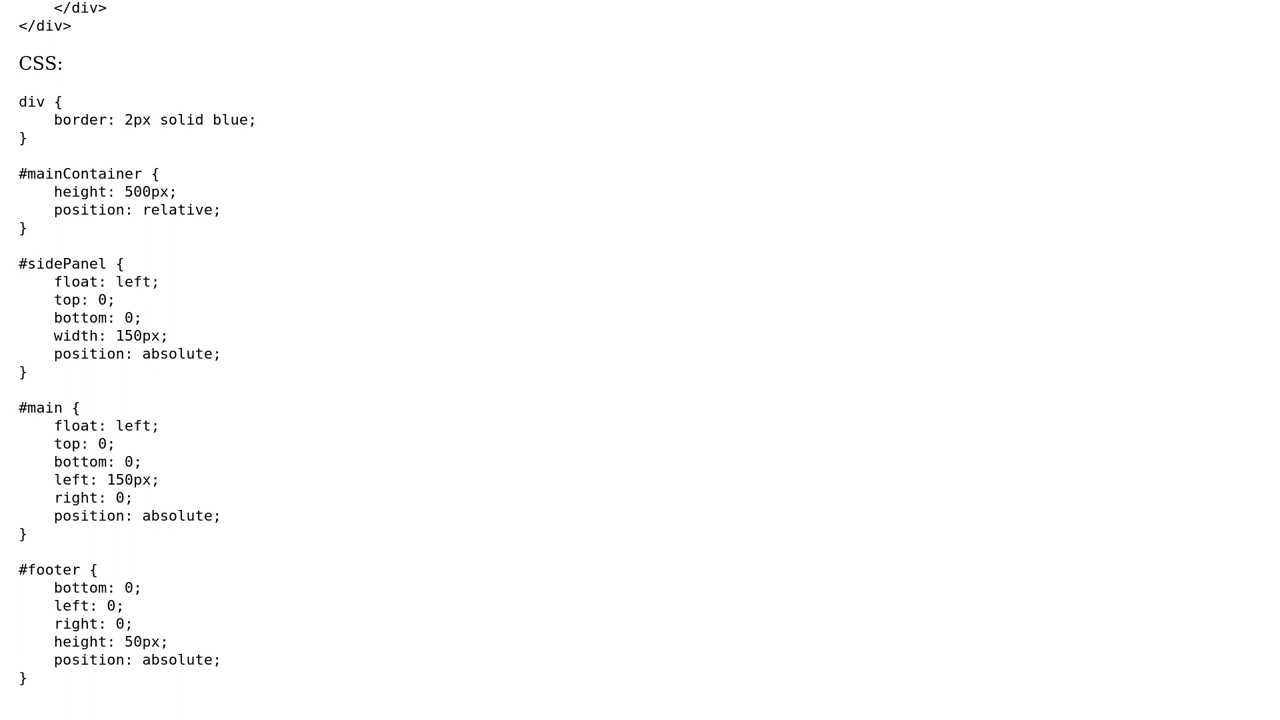 </div>
</div>
CSS:
div {
    border: 2px solid blue;
}
#mainContainer {
    height: 500px;
    position: relative;
}
#sidePanel {
    float: left;
    top: 0;
    bottom: 0;
    width: 150px;
    position: absolute;
}
#main {
    float: left;
    top: 0;
    bottom: 0;
    left: 150px;
    right: 0;
    position: absolute;
}
#footer {
    bottom: 0;
    left: 0;
    right: 0;
    height: 50px;
    position: absolute;
}